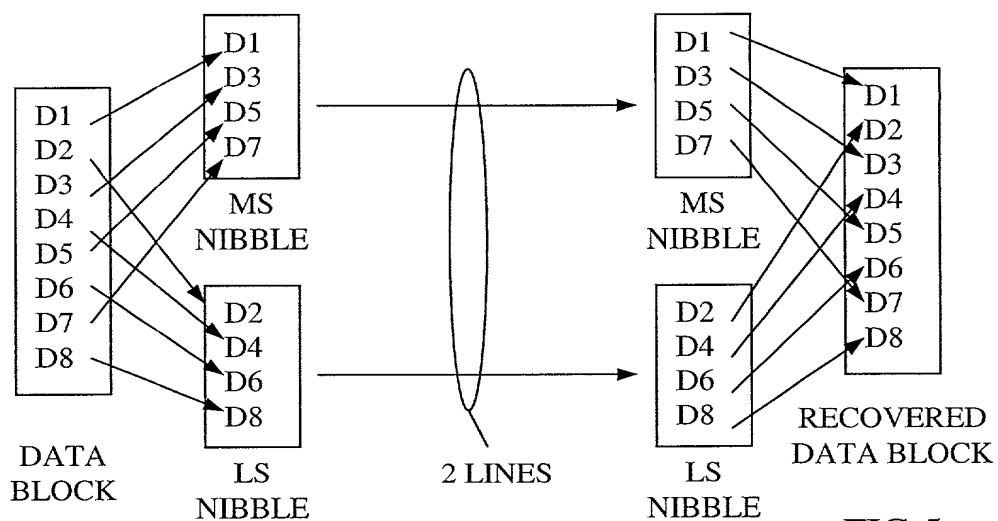 D1
D2
D3
D4
D5
D6
D7
D8
DATA
BLOCK
D1
D3
D5
D7
MS
NIBBLE
D2
D4
D6
D8
LS
NIBBLE
2 LINES
D1
D3
D5
D7
MS
NIBBLE
D2
D4
D6
D8
LS
NIBBLE
D1
D2
D3
D4
D5
D6
D7
D8
RECOVERED
DATA BLOCK